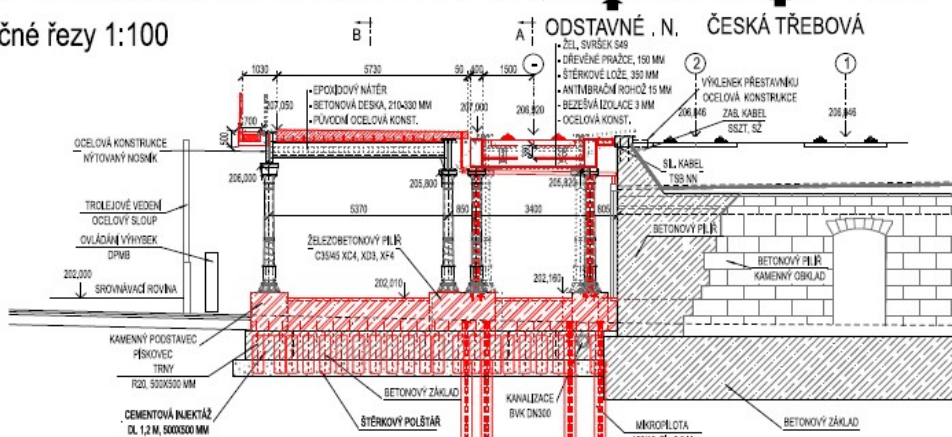 čné řezy 1:100
B
A
ODSTAVNÉ . N.
ČESKÁ TŘEBOVÁ
- ŽEL. SVRŠEK S49
- DŘEVĚNÉ PRAŽCE, 150 MM
- ŠTĚRKOVÉ LOŽE, 350 MM
- ANTIVIBRAČNÍ ROHOŽ 15 MM
- BEZEŠVÁ IZOLACE 3 MM
- OCELOVÁ KONST.
-
2
1
1030
5730
50
400
1500
VÝKLENEK PŘESTAVNÍKU
OCELOVÁ KONSTRUKCE
207,050
- EPOXIDOVÝ NÁTĚR
- BETONOVÁ DESKA, 210-330 MM
- PŮVODNÍ OCELOVÁ KONST.
207,000
206,920
206,846
206,846
ZAB. KABEL
SSZT, SŽ
700
500
OCELOVÁ KONSTRUKCE
NÝTOVANÝ NOSNÍK
SIL. KABEL
TSB NN
206,000
205,800
205,820
TROLEJOVÉ VEDENÍ
OCELOVÝ SLOUP
5370
850
3400
605
BETONOVÝ PILÍŘ
OVLÁDÁNÍ VÝHYBEK
DPMB
ŽELEZOBETONOVÝ PILÍŘ
C35/45 XC4, XD3, XF4
BETONOVÝ PILÍŘ
KAMENNÝ OBKLAD
202,000
SROVNÁVACÍ ROVINA
202,010
202,160
KAMENNÝ PODSTAVEC
PÍSKOVEC
TRNY
R20, 500X500 MM
BETONOVÝ ZÁKLAD
KANALIZACE
BVK DN300
CEMENTOVÁ INJEKTÁŽ
DL 1,2 M, 500X500 MM
ŠTĚRKOVÝ POLŠTÁŘ
MIKROPILOTA
BETONOVÝ ZÁKLAD